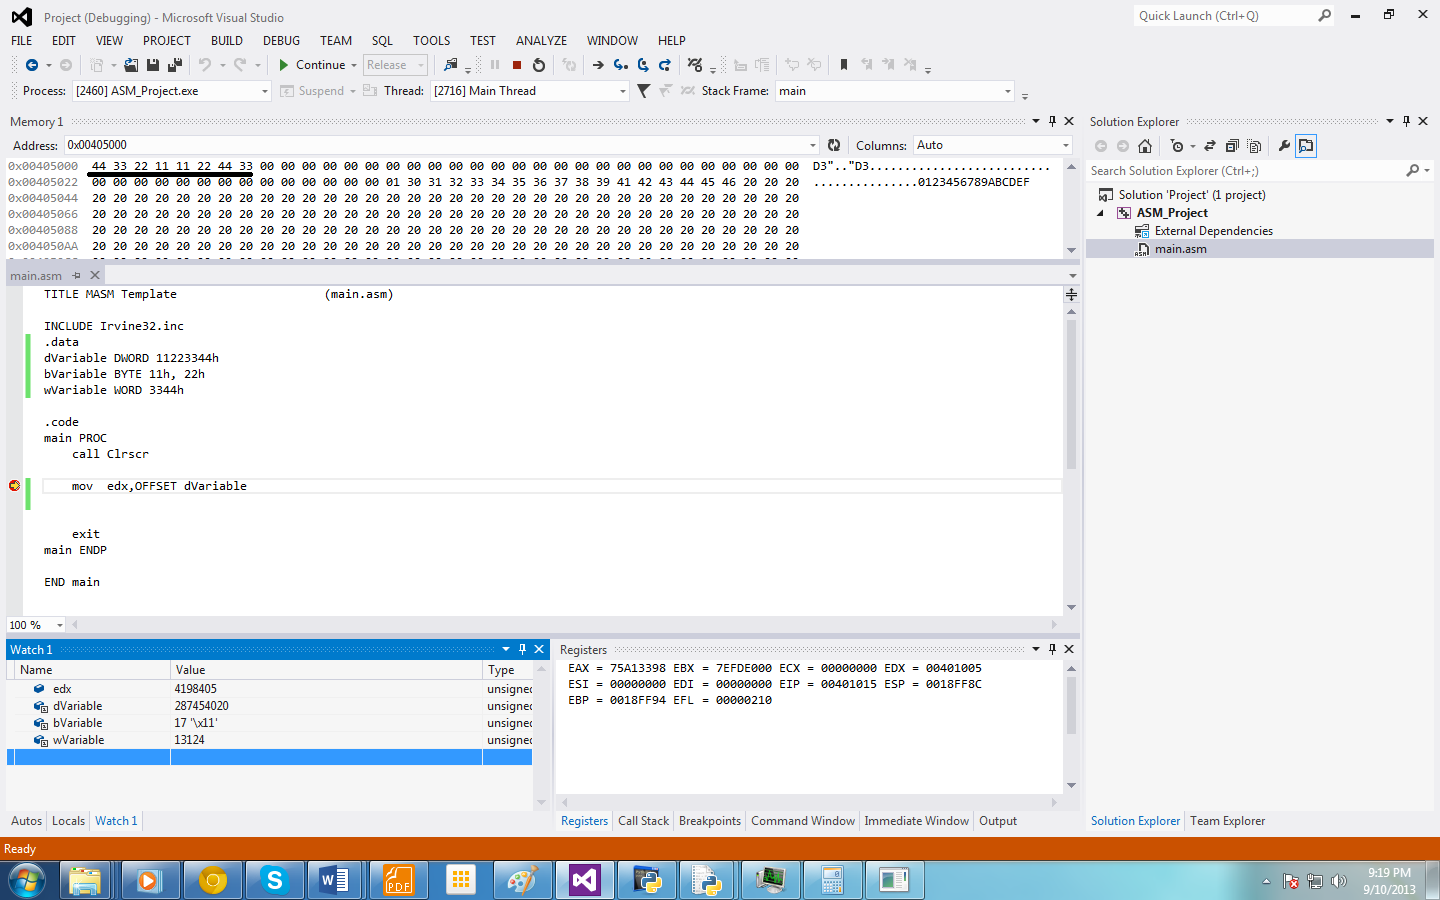 Project (Debugging) - Microsoft Visual Studio
Quick Launch (Ctrl+Q)
FILE EDIT VIEW PROJECT BUILD DEBUG TEAM SQL TOOLS TEST ANALYZE WINDOW HELP
Continue Release
Process: [2460] ASM_Project.exe Suspend Thread: [2716] Main Thread Stack Frame: main
Memory 1
Address: 0x00405000 Columns: Auto
0x00405000 44 33 22 11 11 22 44 33 00 00 00 00 00 00 00 00 00 00 00 00 00 00 00 00 00 00 00 00 00 00 00 00 00 00 D3".."D3..........................
0x00405022 00 00 00 00 00 00 00 00 00 00 00 00 00 00 01 30 31 32 33 34 35 36 37 38 39 41 42 43 44 45 46 20 20 20 ...............0123456789ABCDEF
0x00405044 20 20 20 20 20 20 20 20 20 20 20 20 20 20 20 20 20 20 20 20 20 20 20 20 20 20 20 20 20 20 20 20 20 20
0x00405066 20 20 20 20 20 20 20 20 20 20 20 20 20 20 20 20 20 20 20 20 20 20 20 20 20 20 20 20 20 20 20 20 20 20
0x00405088 20 20 20 20 20 20 20 20 20 20 20 20 20 20 20 20 20 20 20 20 20 20 20 20 20 20 20 20 20 20 20 20 20 20
0x004050AA 20 20 20 20 20 20 20 20 20 20 20 20 20 20 20 20 20 20 20 20 20 20 20 20 20 20 20 20 20 20 20 20 20 20
main.asm
TITLE MASM Template (main.asm)
INCLUDE Irvine32.inc
.data
dVariable DWORD 11223344h
bVariable BYTE 11h, 22h
wVariable WORD 3344h
.code
main PROC
call Clrscr
mov edx,OFFSET dVariable
exit
main ENDP
END main
100 %
Watch 1
Name Value Type
edx 4198405 unsigned
dVariable 287454020 unsigned
bVariable 17 '\x11' unsigned
wVariable 13124 unsigned
Autos Locals Watch 1
Registers
EAX = 75A13398 EBX = 7EFDE000 ECX = 00000000 EDX = 00401005
ESI = 00000000 EDI = 00000000 EIP = 00401015 ESP = 0018FF8C
EBP = 0018FF94 EFL = 00000210
Registers Call Stack Breakpoints Command Window Immediate Window Output
Solution Explorer
Search Solution Explorer (Ctrl+;)
Solution 'Project' (1 project)
ASM_Project
External Dependencies
main.asm
Solution Explorer Team Explorer
Ready
PDF
9:19 PM
9/10/2013